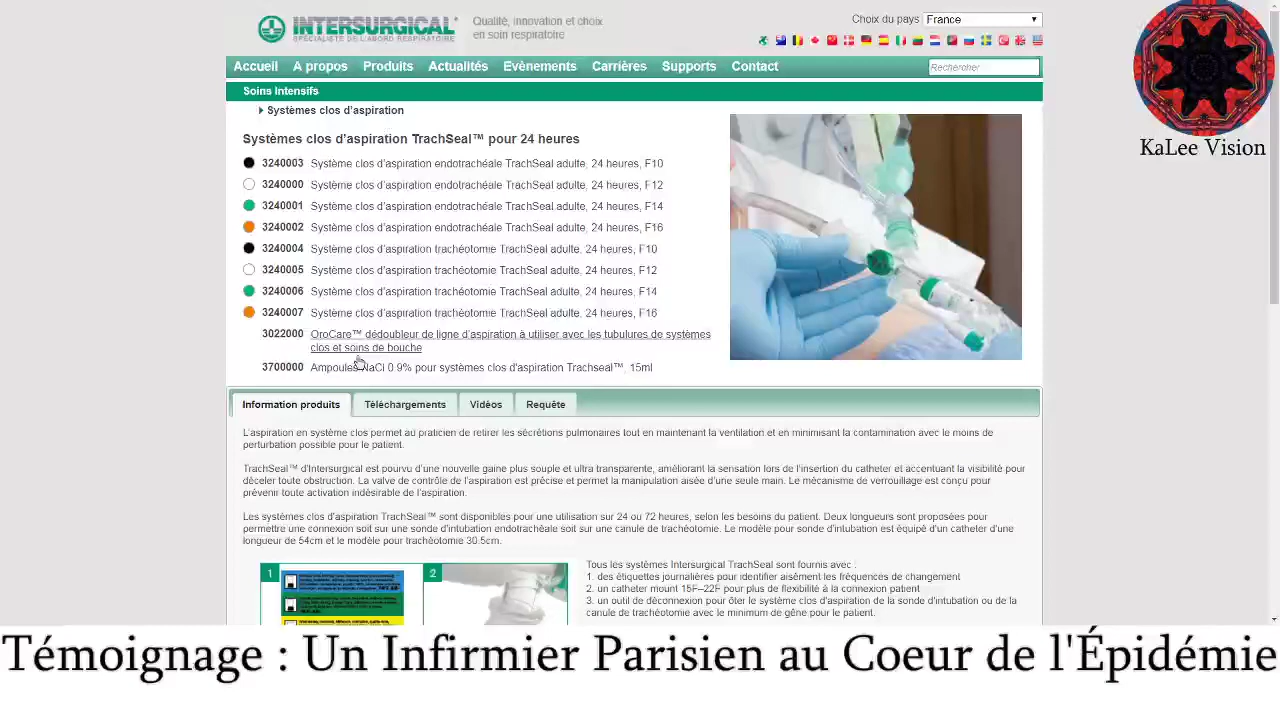 INTERSURGICAL
SPÉCIALISTE DE L'ABORD RESPIRATOIRE
Qualité, innovation et choix
en soin respiratoire
Choix du pays France
KaLee Vision
Accueil A propos Produits Actualités Evènements Carrières Supports Contact Rechercher
Soins Intensifs
Systèmes clos d'aspiration
Systèmes clos d'aspiration TrachSeal™ pour 24 heures
3240003 Système clos d'aspiration endotrachéale TrachSeal adulte, 24 heures, F10
3240000 Système clos d'aspiration endotrachéale TrachSeal adulte, 24 heures, F12
3240001 Système clos d'aspiration endotrachéale TrachSeal adulte, 24 heures, F14
3240002 Système clos d'aspiration endotrachéale TrachSeal adulte, 24 heures, F16
3240004 Système clos d'aspiration trachéotomie TrachSeal adulte, 24 heures, F10
3240005 Système clos d'aspiration trachéotomie TrachSeal adulte, 24 heures, F12
3240006 Système clos d'aspiration trachéotomie TrachSeal adulte, 24 heures, F14
3240007 Système clos d'aspiration trachéotomie TrachSeal adulte, 24 heures, F16
3022000 OroCare™ dédoubleur de ligne d'aspiration à utiliser avec les tubulures de systèmes
clos et soins de bouche
3700000 Ampoules NaCl 0.9% pour systèmes clos d'aspiration Trachseal™, 15ml
Information produits Téléchargements Vidéos Requête
L'aspiration en système clos permet au praticien de retirer les sécrétions pulmonaires tout en maintenant la ventilation et en minimisant la contamination avec le moins de
perturbation possible pour le patient.
TrachSeal™ d'Intersurgical est pourvu d'une nouvelle gaine plus souple et ultra transparente, améliorant la sensation lors de l'insertion du catheter et accentuant la visibilité pour
déceler toute obstruction. La valve de contrôle de l'aspiration est précise et permet la manipulation aisée d'une seule main. Le mécanisme de verrouillage est conçu pour
prévenir toute activation indésirable de l'aspiration.
Les systèmes clos d'aspiration TrachSeal™ sont disponibles pour une utilisation sur 24 ou 72 heures, selon les besoins du patient. Deux longueurs sont proposées pour
permettre une connexion soit sur une sonde d'intubation endotrachéale soit sur une canule de trachéotomie. Le modèle pour sonde d'intubation est équipé d'un catheter d'une
longueur de 54cm et le modèle pour trachéotomie 30.5cm.
1 2
Tous les systèmes Intersurgical TrachSeal sont fournis avec :
1. des étiquettes journalières pour bien identifier les fréquences de changement
2. un catheter mount 15F–22F pour la flexibilité de la connexion patient
3. un outil de déconnexion pour ôter le système clos d'aspiration de la sonde d'intubation ou de la
canule de trachéotomie avec le minimum de gêne pour le patient.
Témoignage : Un Infirmier Parisien au Coeur de l'Épidémie